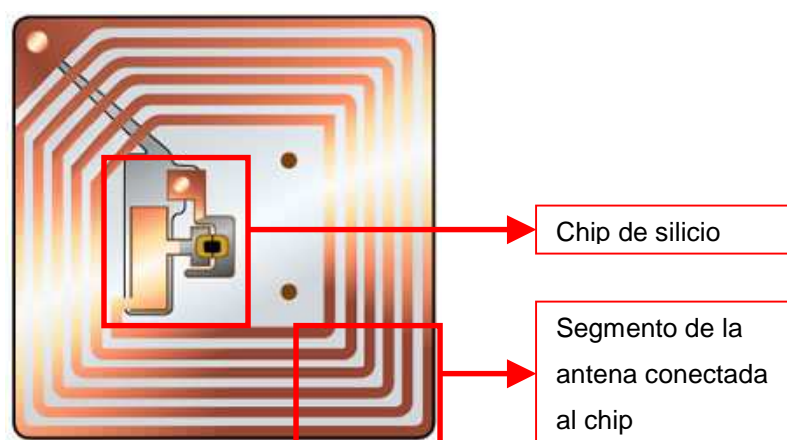 Chip de silicio
Segmento de la
antena conectada
al chip